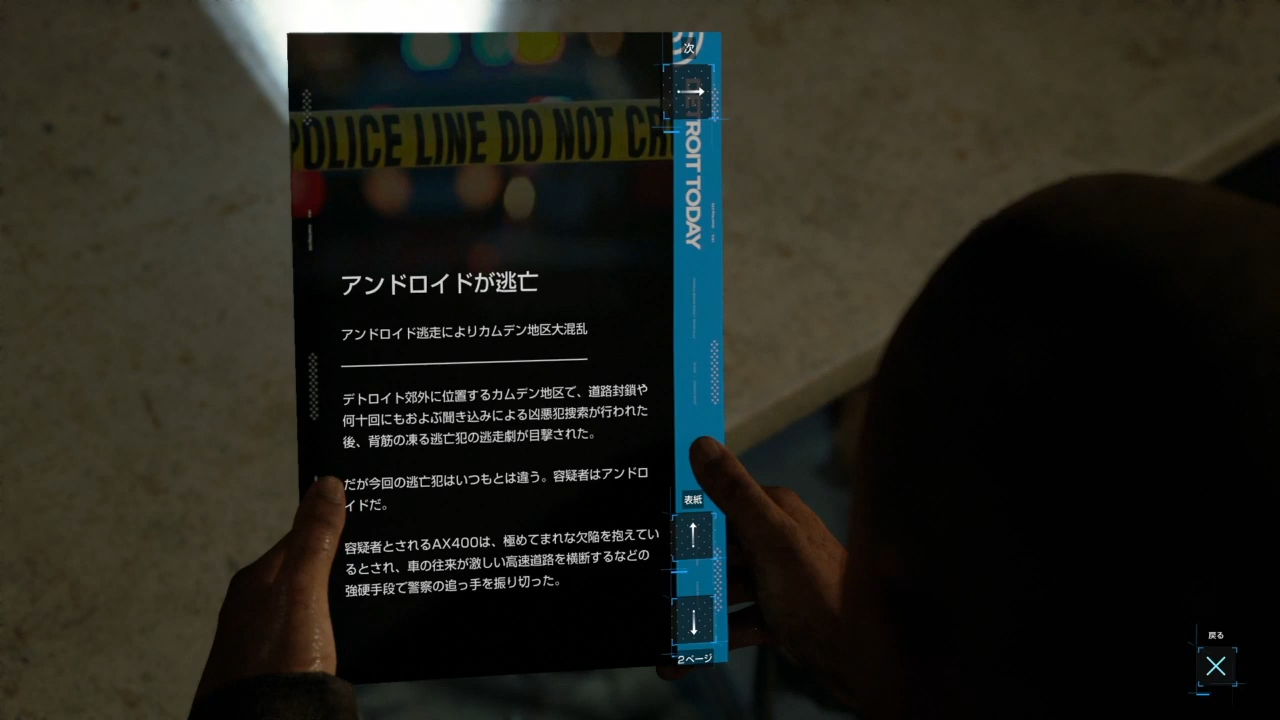 次
DETROIT TODAY
POLICE LINE DO NOT CR
アンドロイドが逃亡
アンドロイド逃走によりカムデン地区大混乱
デトロイト郊外に位置するカムデン地区で、道路封鎖や
何十回にもおよぶ聞き込みによる凶悪犯捜索が行われた
後、背筋の凍る逃亡犯の逃走劇が目撃された。
だが今回の逃亡犯はいつもとは違う。容疑者はアンドロ
イドだ。
容疑者とされるAX400は、極めてまれな欠陥を抱えてい
るとされ、車の往来が激しい高速道路を横断するなどの
強硬手段で警察の追っ手を振り切った。
表紙
2ページ
戻る